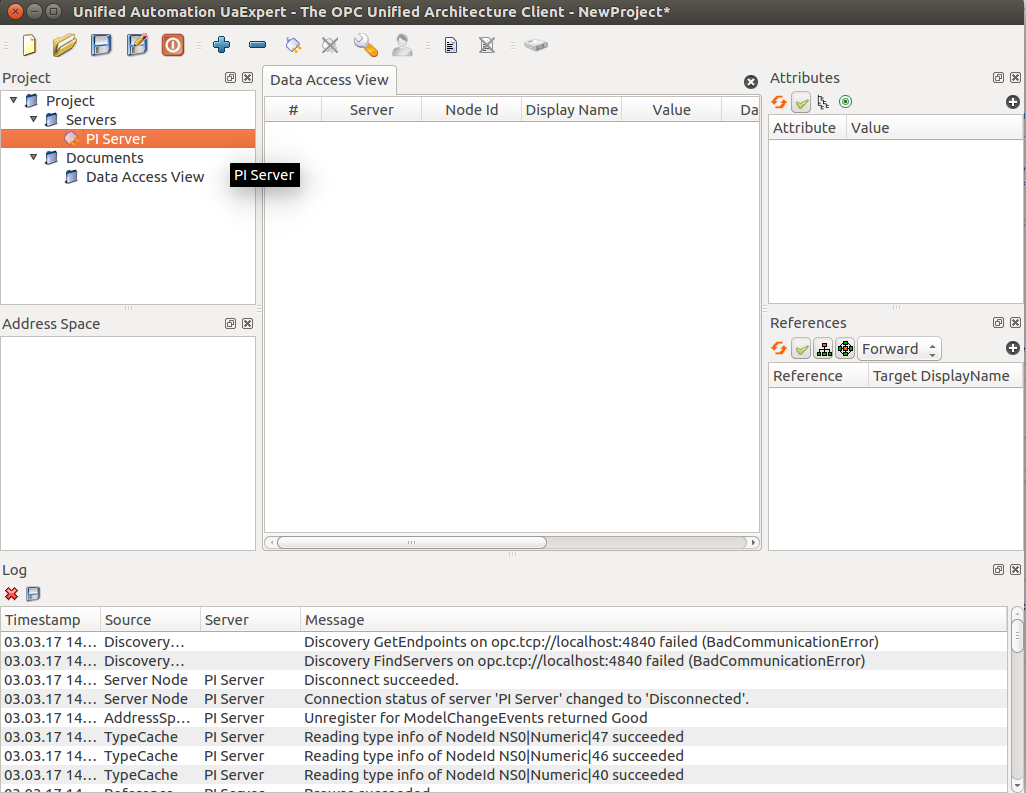 Unified Automation UaExpert - The OPC Unified Architecture Client - NewProject*
Project
Project
Servers
PI Server
Documents
Data Access View
PI Server
Address Space
Data Access View
# Server Node Id Display Name Value Da
Attributes
Attribute Value
References
Forward
Reference Target DisplayName
Log
Timestamp Source Server Message
03.03.17 14... Discovery... Discovery GetEndpoints on opc.tcp://localhost:4840 failed (BadCommunicationError)
03.03.17 14... Discovery... Discovery FindServers on opc.tcp://localhost:4840 failed (BadCommunicationError)
03.03.17 14... Server Node PI Server Disconnect succeeded.
03.03.17 14... Server Node PI Server Connection status of server 'PI Server' changed to 'Disconnected'.
03.03.17 14... AddressSp... PI Server Unregister for ModelChangeEvents returned Good
03.03.17 14... TypeCache PI Server Reading type info of NodeId NS0|Numeric|47 succeeded
03.03.17 14... TypeCache PI Server Reading type info of NodeId NS0|Numeric|46 succeeded
03.03.17 14... TypeCache PI Server Reading type info of NodeId NS0|Numeric|40 succeeded